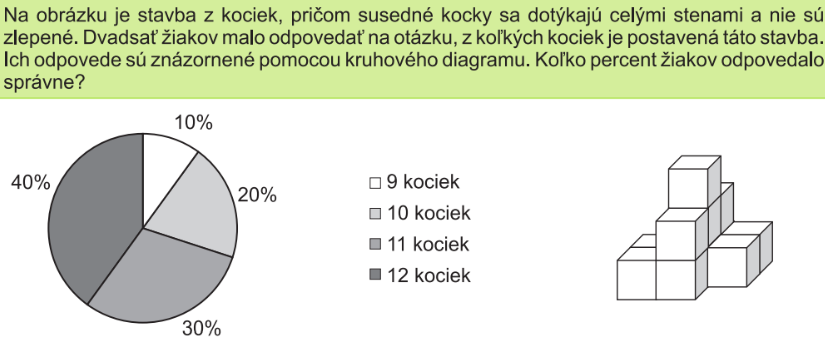 Na obrázku je stavba z kociek, pričom susedné kocky sa dotýkajú celými stenami a nie sú
zlepené. Dvadsať žiakov malo odpovedať na otázku, z koľkých kociek je postavená táto stavba.
Ich odpovede sú znázornené pomocou kruhového diagramu. Koľko percent žiakov odpovedalo
správne?
10%
40%
20%
30%
9 kociek
10 kociek
11 kociek
12 kociek